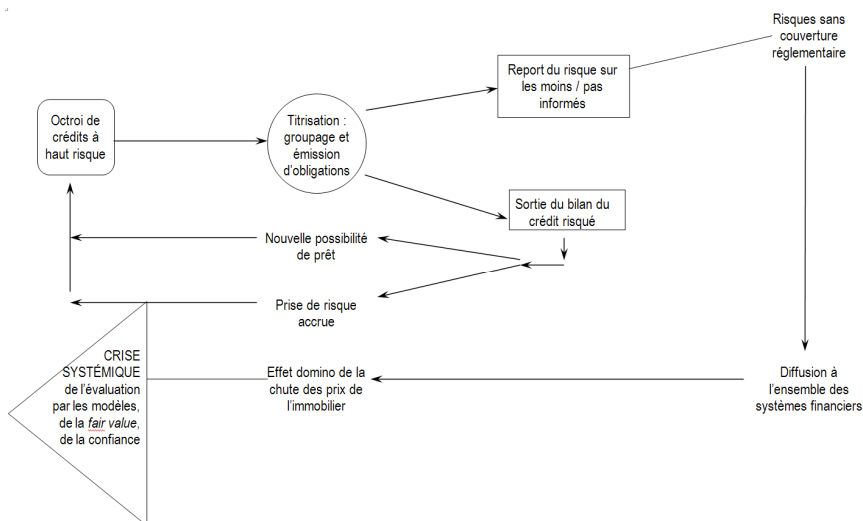 Risques sans
couverture
réglementaire
Report du risque sur
les moins / pas
informés
Octroi de
crédits à
haut risque
Titrisation :
groupage et
émission
d'obligations
Sortie du bilan du
crédit risqué
Nouvelle possibilité
de prêt
Prise de risque
accrue
CRISE
SYSTÉMIQUE
de l'évaluation
par les modèles,
de la fair value,
de la confiance
Effet domino de la
chute des prix de
l'immobilier
Diffusion à
l'ensemble des
systèmes financiers